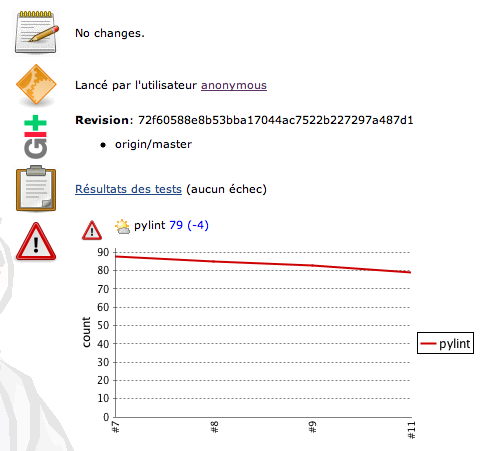 No changes.
Lancé par l'utilisateur anonymous
GIt
Revision: 72f60588e8b53bba17044ac7522b227297a487d1
origin/master
Résultats des tests (aucun échec)
pylint 79 (-4)
90
80
70
60
50
40
30
20
10
0
count
#7
#8
#9
#11
pylint